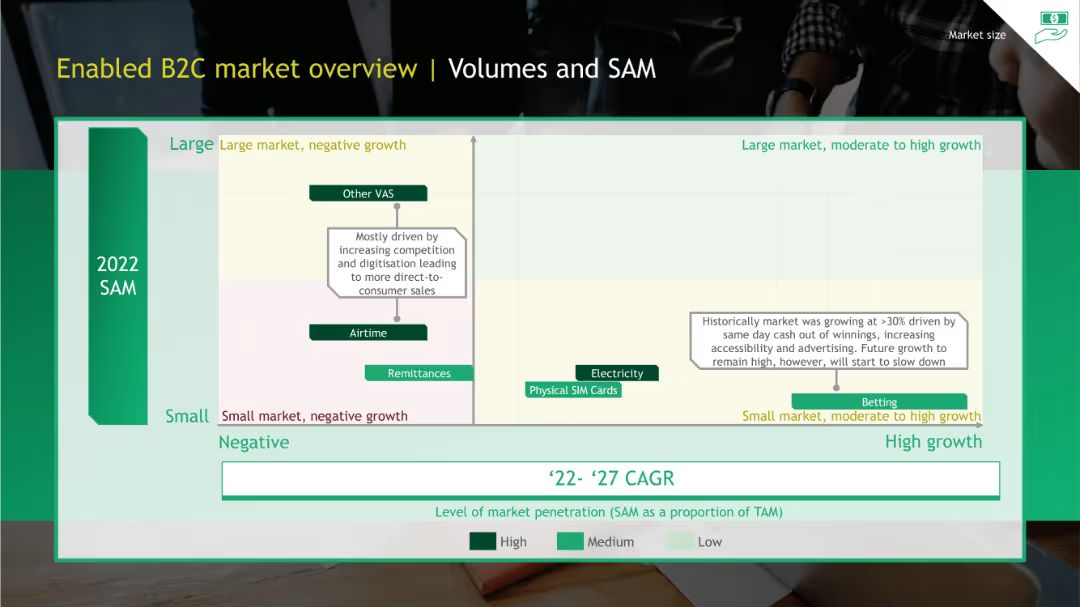 Market size
Enabled B2C market overview | Volumes and SAM
2022
SAM
Large
Large market, negative growth
Large market, moderate to high growth
Other VAS
Mostly driven by
increasing competition
and digitisation leading
to more direct-to-
consumer sales
Airtime
Historically market was growing at >30% driven by
same day cash out of winnings, increasing
accessibility and advertising. Future growth to
remain high, however, will start to slow down
Remittances
Electricity
Physical SIM Cards
Betting
Small
Small market, negative growth
Small market, moderate to high growth
Negative
High growth
‘22- ‘27 CAGR
Level of market penetration (SAM as a proportion of TAM)
High
Medium
Low